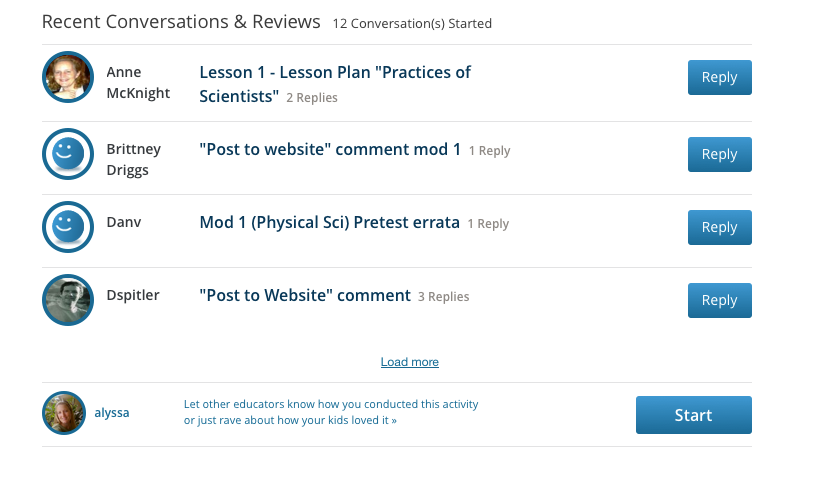 Recent Conversations & Reviews 12 Conversation(s) Started
Anne
McKnight
Lesson 1 - Lesson Plan "Practices of
Scientists" 2 Replies
Reply
Brittney
Driggs
"Post to website" comment mod 1 1 Reply
Reply
Danv
Mod 1 (Physical Sci) Pretest errata 1 Reply
Reply
Dspitler
"Post to Website" comment 3 Replies
Reply
Load more
alyssa
Let other educators know how you conducted this activity
or just rave about how your kids loved it »
Start